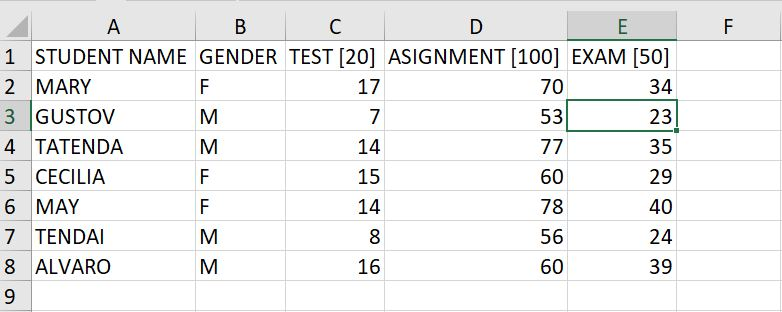 A B C D E F
1 STUDENT NAME GENDER TEST [20] ASIGNMENT [100] EXAM [50]
2 MARY F 17 70 34
3 GUSTOV M 7 53 23
4 TATENDA M 14 77 35
5 CECILIA F 15 60 29
6 MAY F 14 78 40
7 TENDAI M 8 56 24
8 ALVARO M 16 60 39
9